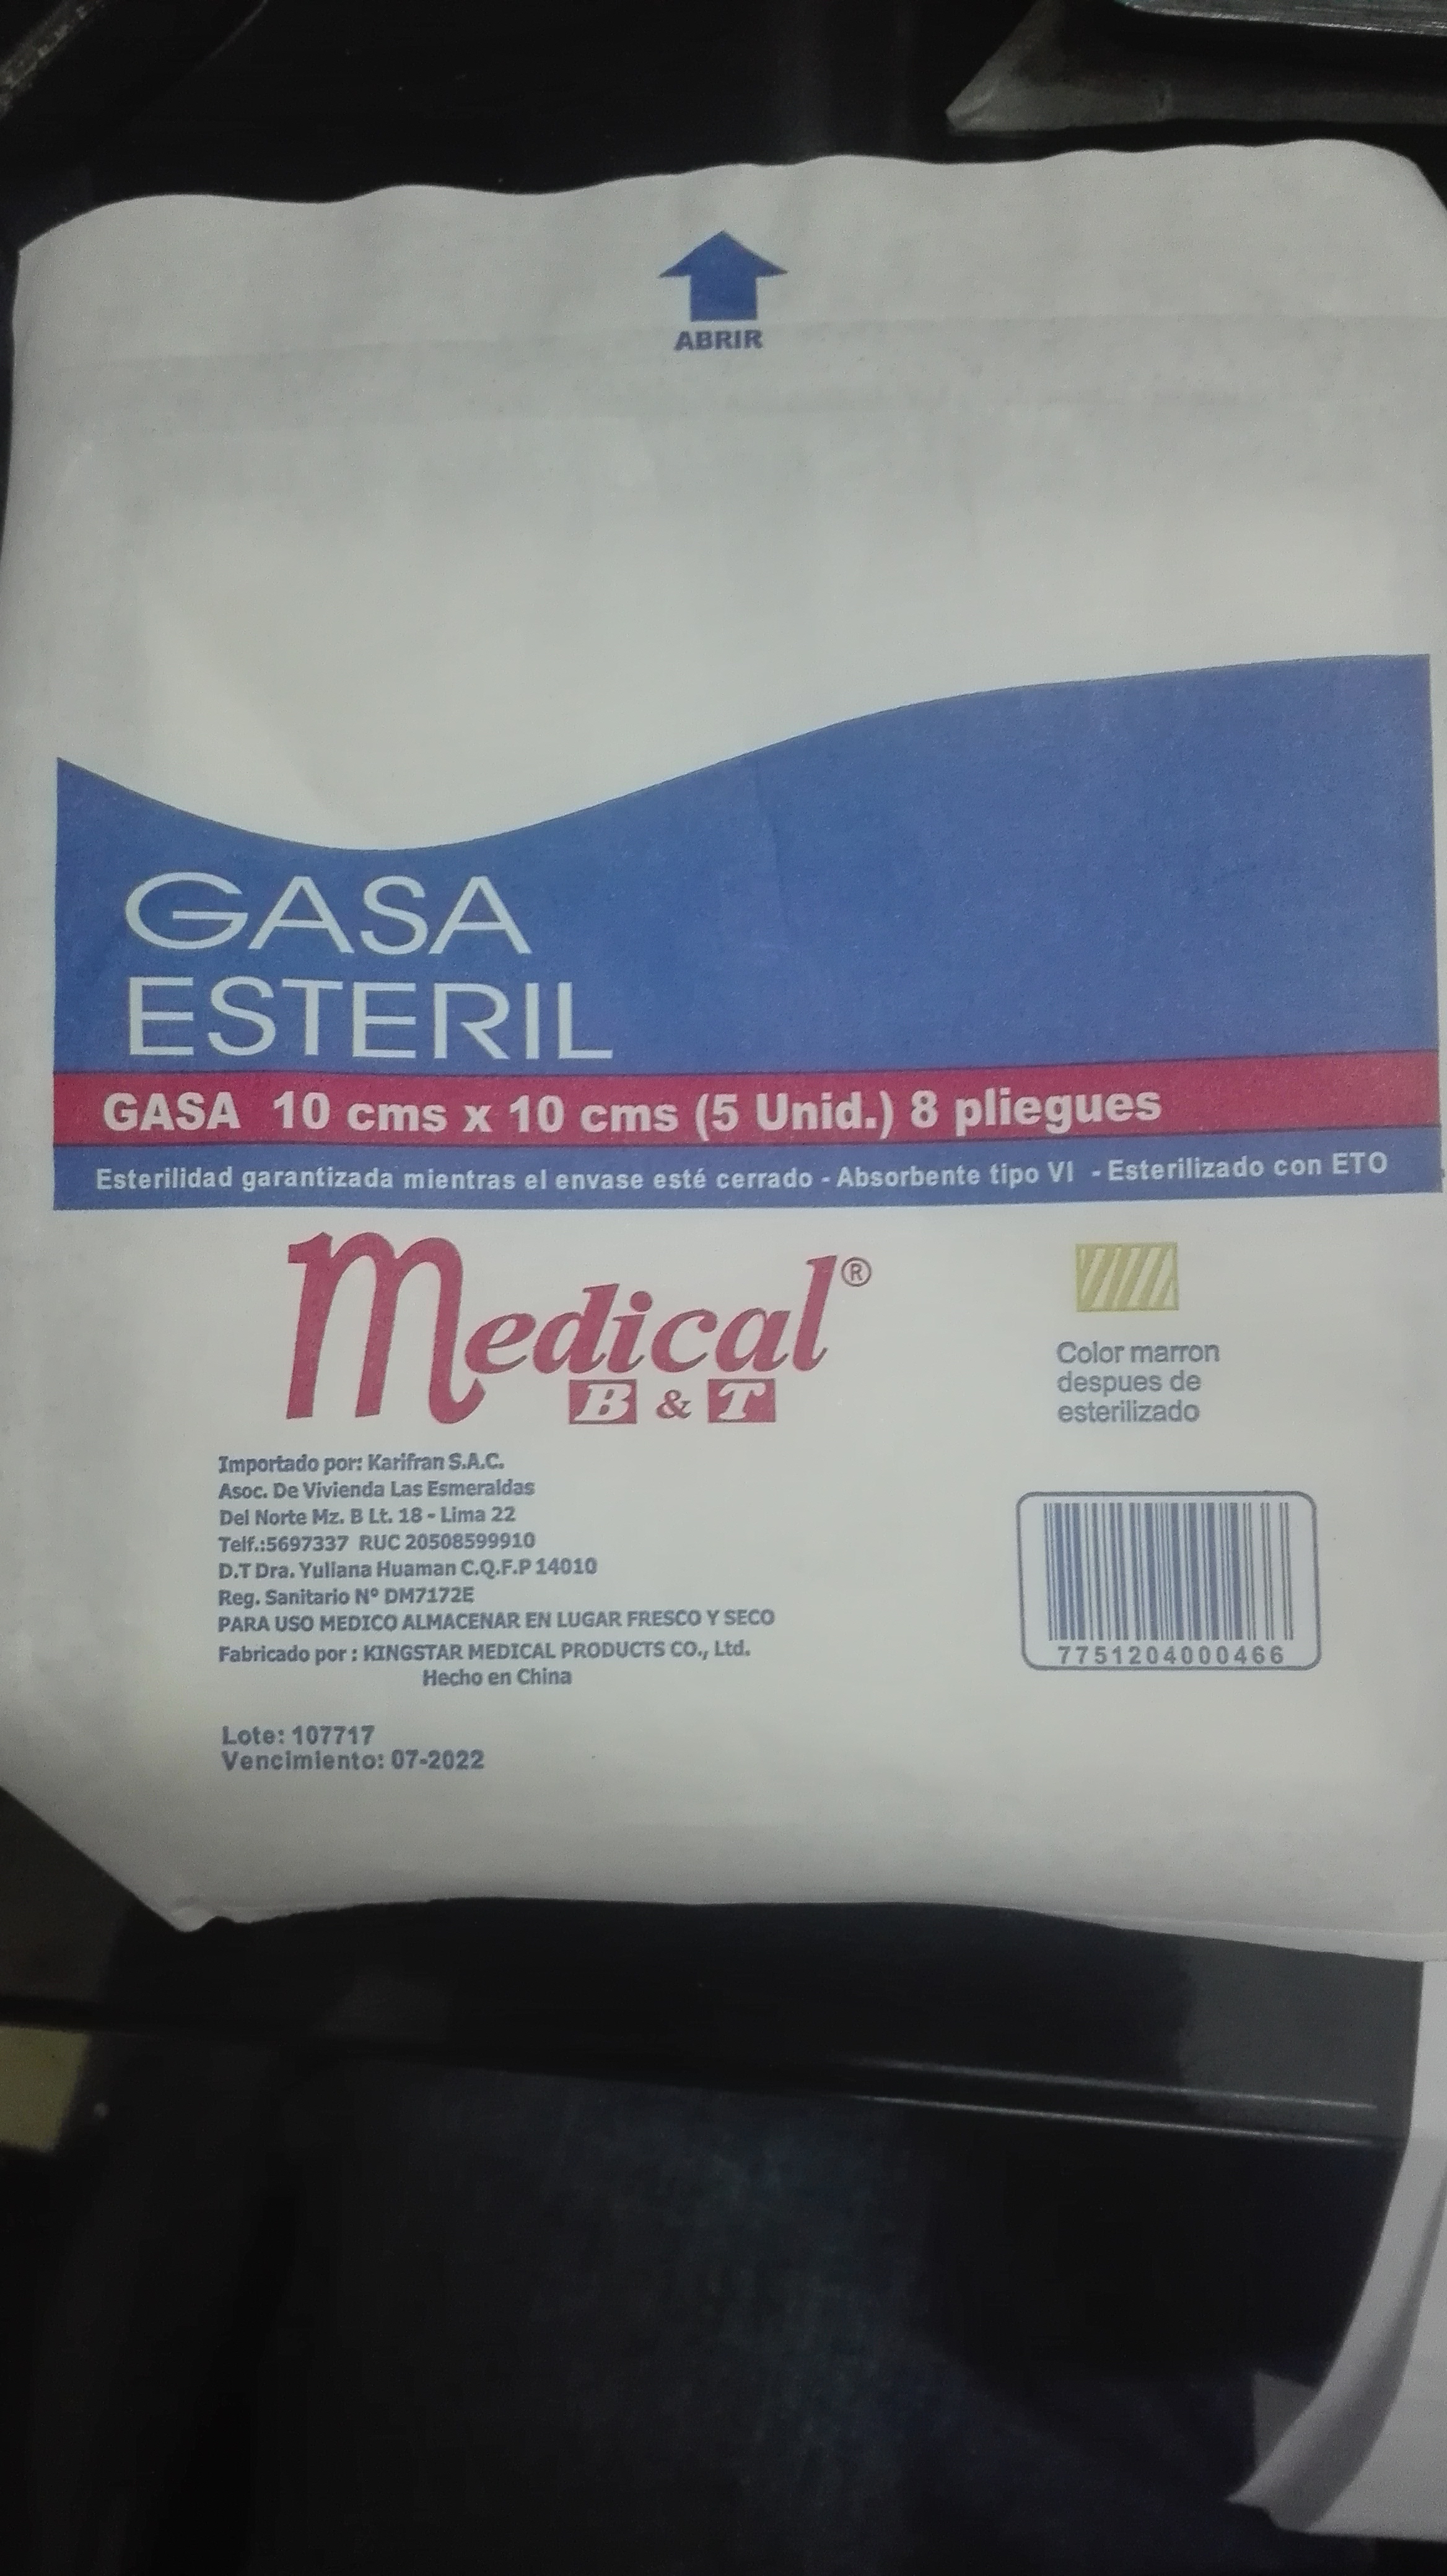 ABRIR
GASA
ESTERIL
GASA 10 cms x 10 cms (5 Unid.) 8 pliegues
Esterilidad garantizada mientras el envase esté cerrado - Absorbente tipo VI - Esterilizado con ETO
Medical®
B & T
Color marron
despues de
esterilizado
Importado por: Karifran S.A.C.
Asoc. De Vivienda Las Esmeraldas
Del Norte Mz. B Lt. 18 - Lima 22
Telf.:5697337 RUC 20508599910
D.T Dra. Yuliana Huaman C.Q.F.P 14010
Reg. Sanitario Nº DM7172E
PARA USO MEDICO ALMACENAR EN LUGAR FRESCO Y SECO
Fabricado por : KINGSTAR MEDICAL PRODUCTS CO., Ltd.
Hecho en China
7751204000466
Lote: 107717
Vencimiento: 07-2022